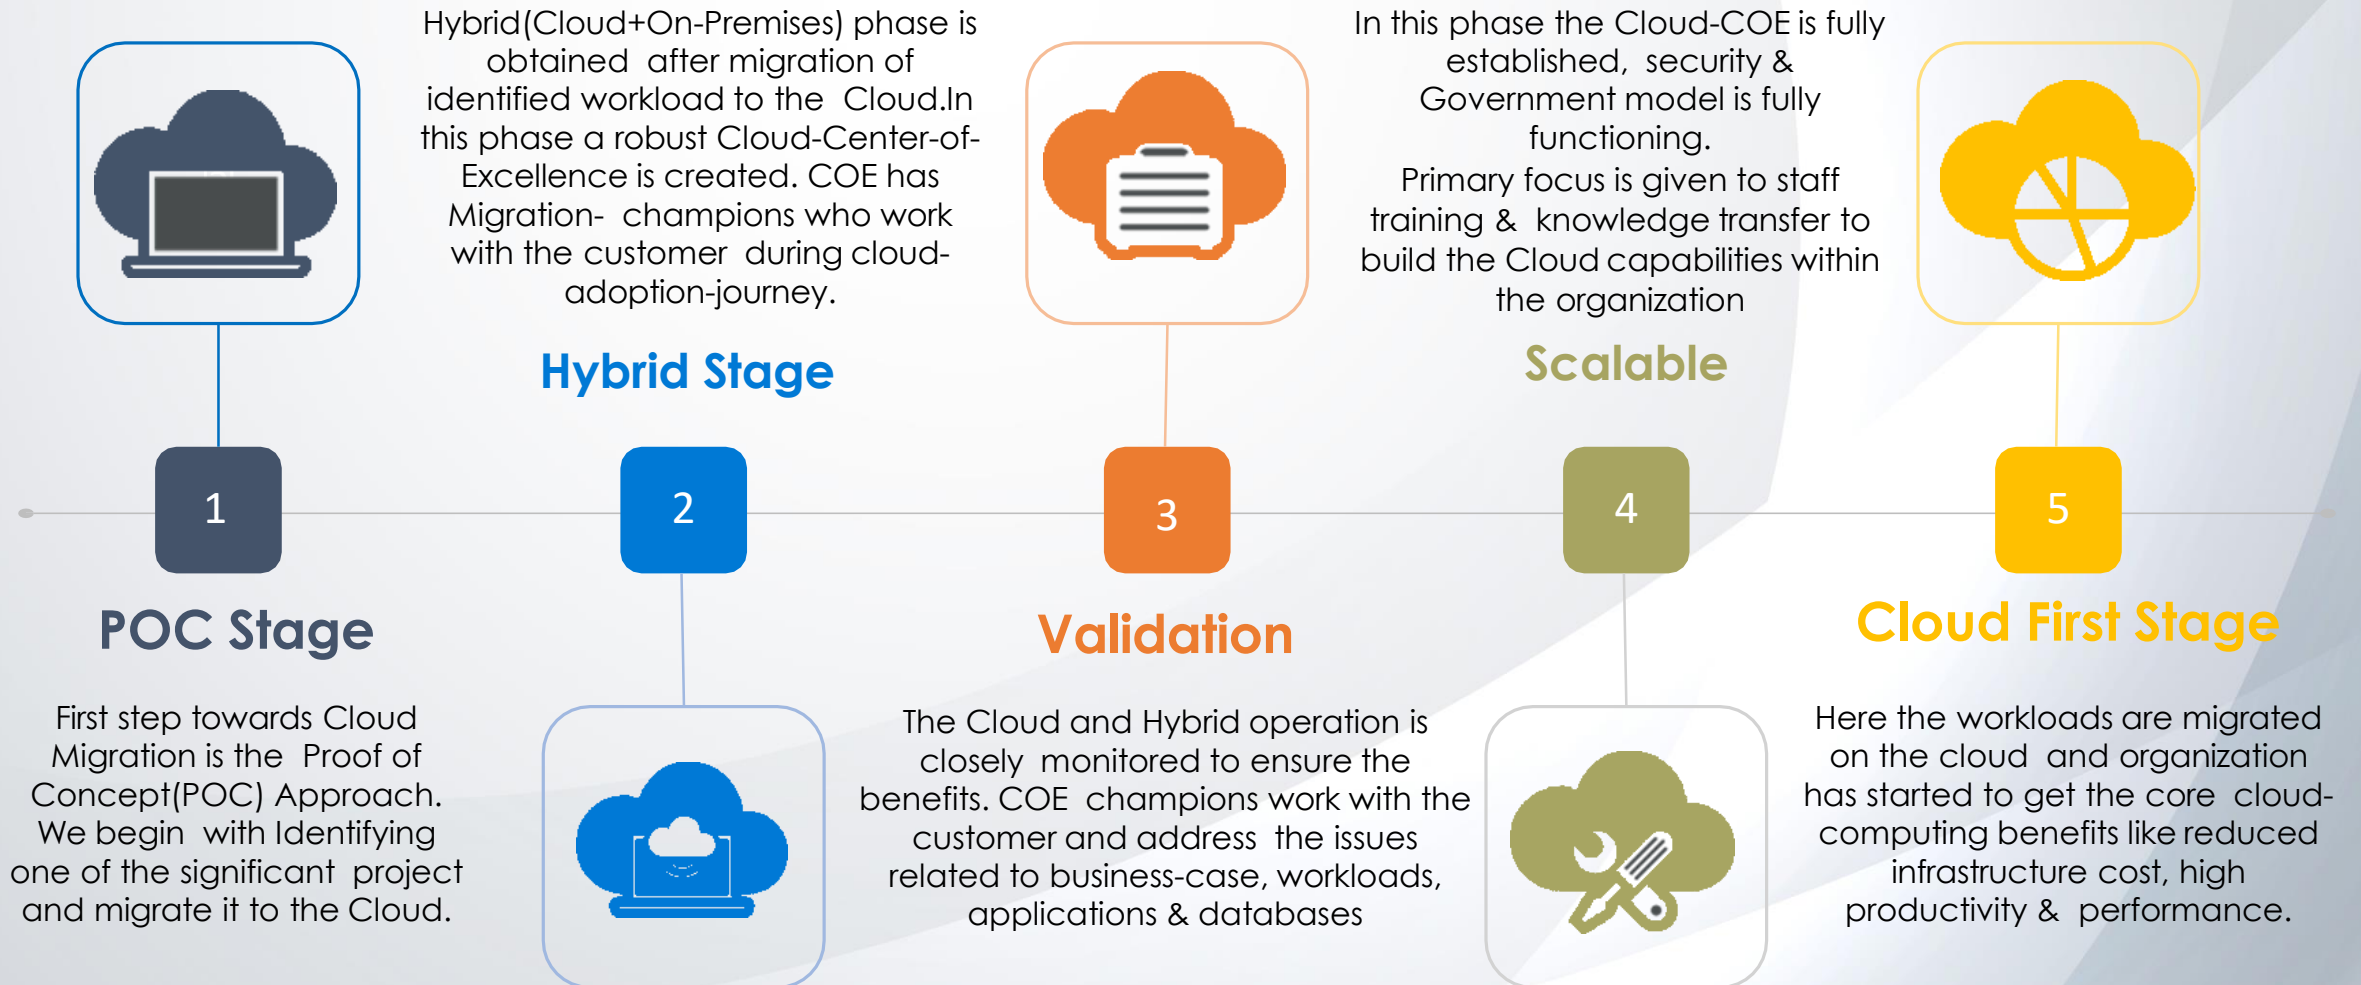 Hybrid(Cloud+On-Premises) phase is
obtained after migration of
identified workload to the Cloud.In
this phase a robust Cloud-Center-of-
Excellence is created. COE has
Migration- champions who work
with the customer during cloud-
adoption-journey.
Hybrid Stage
In this phase the Cloud-COE is fully
established, security &
Government model is fully
functioning.
Primary focus is given to staff
training & knowledge transfer to
build the Cloud capabilities within
the organization
Scalable
1
2
3
4
5
POC Stage
First step towards Cloud
Migration is the Proof of
Concept(POC) Approach.
We begin with Identifying
one of the significant project
and migrate it to the Cloud.
Validation
The Cloud and Hybrid operation is
closely monitored to ensure the
benefits. COE champions work with the
customer and address the issues
related to business-case, workloads,
applications & databases
Cloud First Stage
Here the workloads are migrated
on the cloud and organization
has started to get the core cloud-
computing benefits like reduced
infrastructure cost, high
productivity & performance.